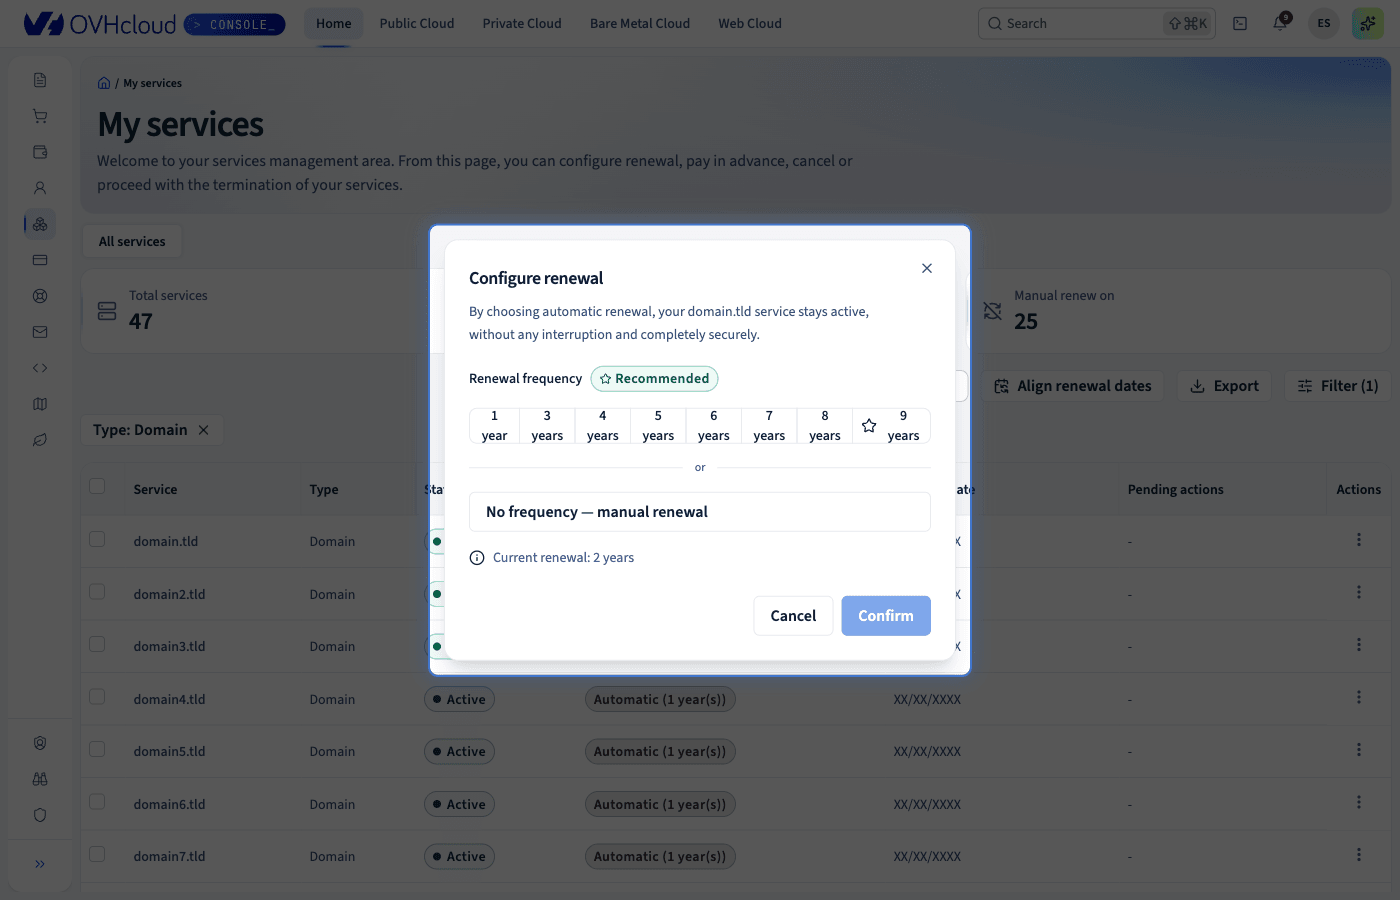 OVHcloud > CONSOLE_
Home
Public Cloud
Private Cloud
Bare Metal Cloud
Web Cloud
Search
⇧⌘K
9
ES
/ My services
My services
Welcome to your services management area. From this page, you can configure renewal, pay in advance, cancel or
proceed with the termination of your services.
All services
Total services
47
Manual renew on
25
Align renewal dates
Export
Filter (1)
Type: Domain
Service
Type
Pending actions
Actions
domain.tld
Domain
-
domain2.tld
Domain
-
domain3.tld
Domain
-
domain4.tld
Domain
Active
Automatic (1 year(s))
XX/XX/XXXX
-
domain5.tld
Domain
Active
Automatic (1 year(s))
XX/XX/XXXX
-
domain6.tld
Domain
Active
Automatic (1 year(s))
XX/XX/XXXX
-
domain7.tld
Domain
Active
Automatic (1 year(s))
XX/XX/XXXX
-
Configure renewal
By choosing automatic renewal, your domain.tld service stays active,
without any interruption and completely securely.
Renewal frequency
Recommended
1 year
3 years
4 years
5 years
6 years
7 years
8 years
9 years
or
No frequency — manual renewal
Current renewal: 2 years
Cancel
Confirm